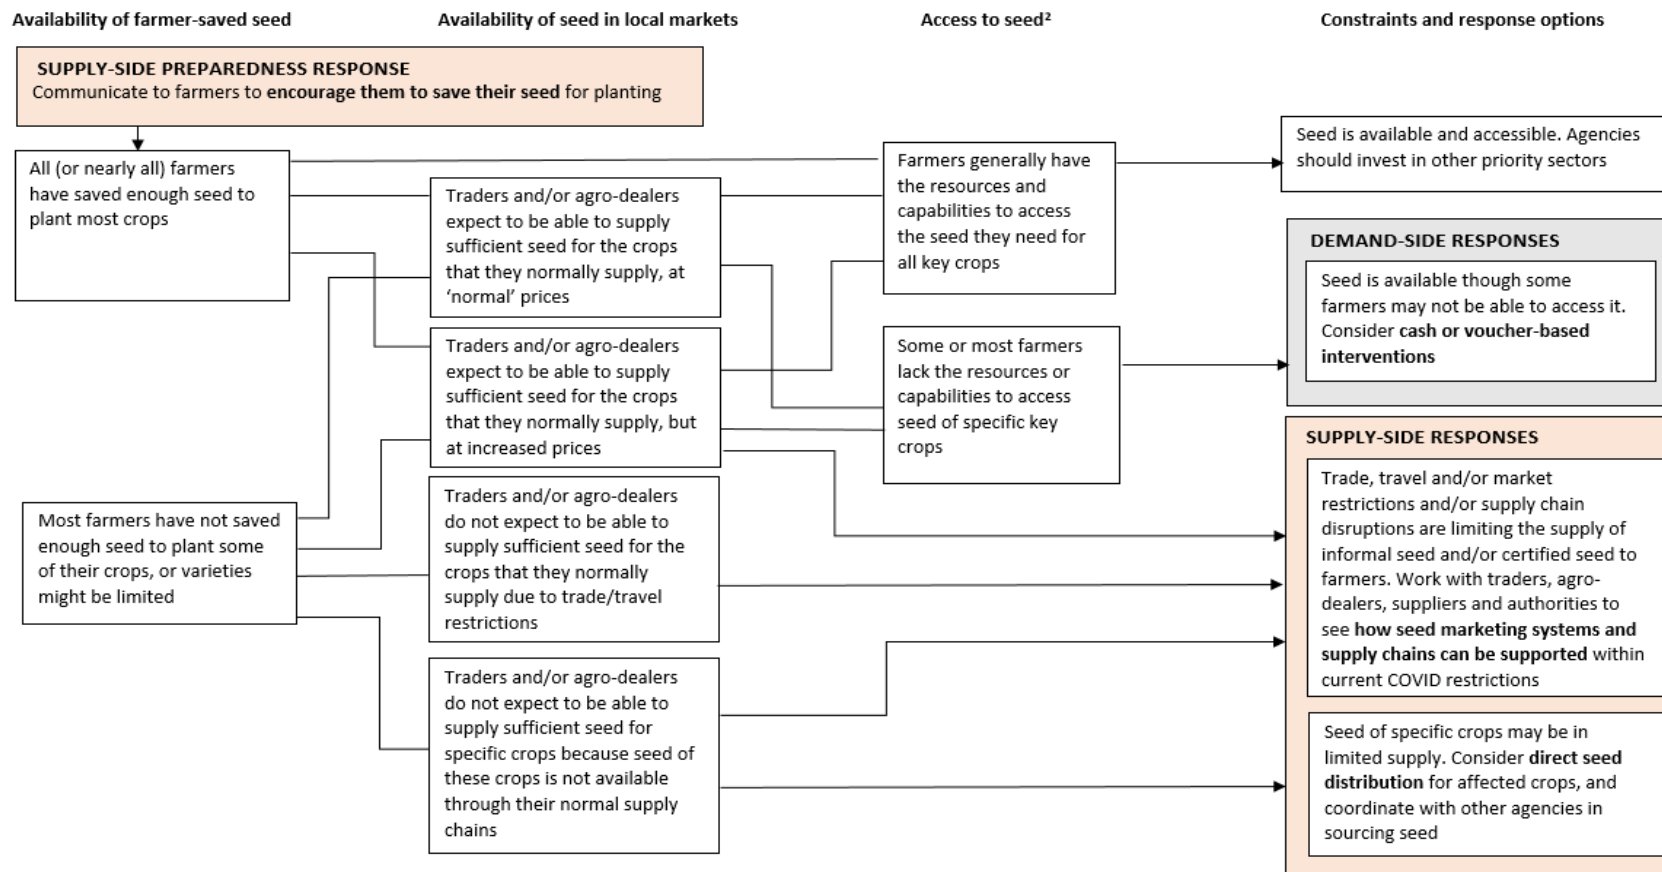 Availability of farmer-saved seed
Availability of seed in local markets
Access to seed²
Constraints and response options
SUPPLY-SIDE PREPAREDNESS RESPONSE
Communicate to farmers to encourage them to save their seed for planting
All (or nearly all) farmers
have saved enough seed to
plant most crops
Most farmers have not saved
enough seed to plant some
of their crops, or varieties
might be limited
Traders and/or agro-dealers
expect to be able to supply
sufficient seed for the crops
that they normally supply, at
‘normal’ prices
Traders and/or agro-dealers
expect to be able to supply
sufficient seed for the crops
that they normally supply, but
at increased prices
Traders and/or agro-dealers
do not expect to be able to
supply sufficient seed for the
crops that they normally
supply due to trade/travel
restrictions
Traders and/or agro-dealers
do not expect to be able to
supply sufficient seed for
specific crops because seed of
these crops is not available
through their normal supply
chains
Farmers generally have
the resources and
capabilities to access
the seed they need for
all key crops
Some or most farmers
lack the resources or
capabilities to access
seed of specific key
crops
Seed is available and accessible. Agencies
should invest in other priority sectors
DEMAND-SIDE RESPONSES
Seed is available though some
farmers may not be able to access it.
Consider cash or voucher-based
interventions
SUPPLY-SIDE RESPONSES
Trade, travel and/or market
restrictions and/or supply chain
disruptions are limiting the supply of
informal seed and/or certified seed to
farmers. Work with traders, agro-
dealers, suppliers and authorities to
see how seed marketing systems and
supply chains can be supported within
current COVID restrictions
Seed of specific crops may be in
limited supply. Consider direct seed
distribution for affected crops, and
coordinate with other agencies in
sourcing seed